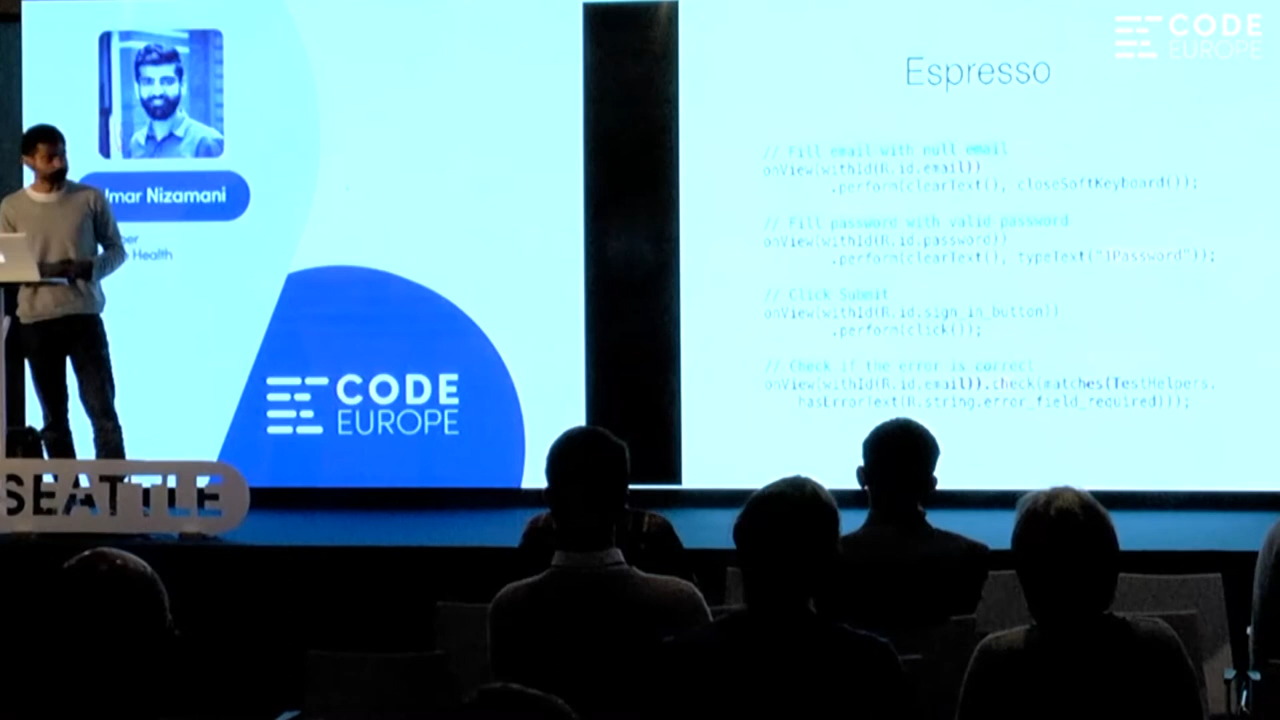 CODE
EUROPE
Espresso
// Fill email with null email
onView(withId(R.id.email))
.perform(clearText(), closeSoftKeyboard());
// Fill password with valid password
onView(withId(R.id.password))
.perform(clearText(), typeText("1Password"));
// Click Submit
onView(withId(R.id.sign_in_button))
.perform(click());
// Check if the error is correct
onView(withId(R.id.email)).check(matches(TestHelpers.
hasErrorText(R.string.error_field_required)));
mar Nizamani
per
Health
CODE
EUROPE
SEATTLE